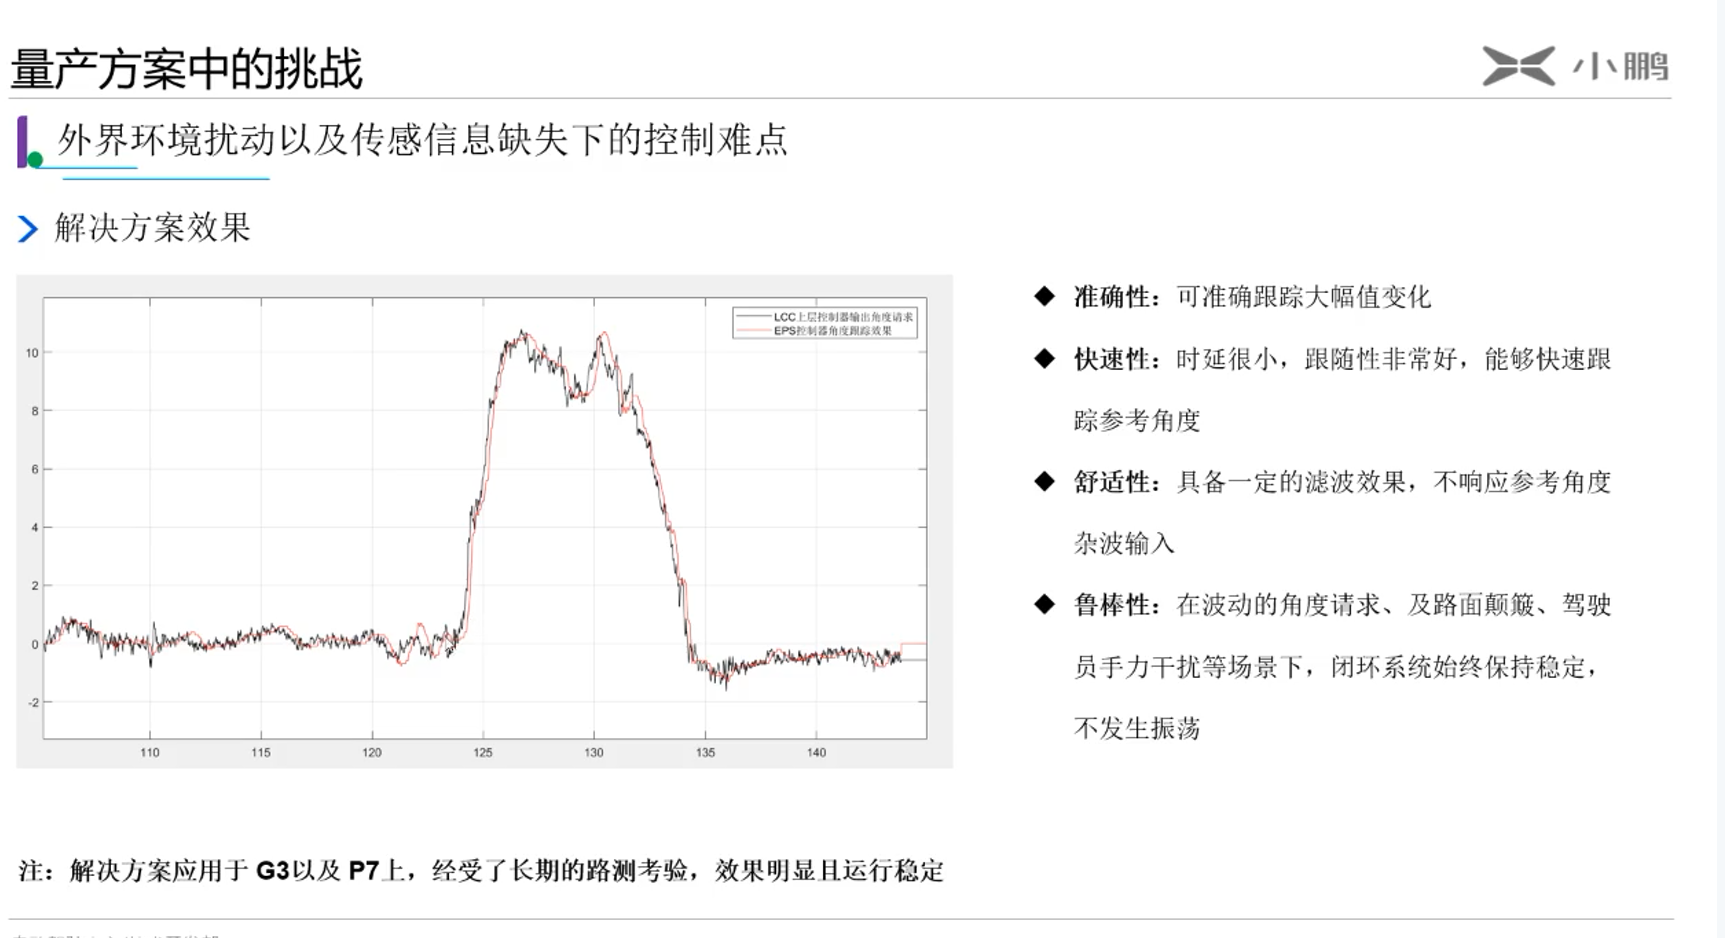 量产方案中的挑战
小鹏
外界环境扰动以及传感信息缺失下的控制难点
解决方案效果
LCC上层控制器输出角度请求
EPS控制器角度跟踪效果
10
8
6
4
2
0
-2
110 115 120 125 130 135 140
准确性：可准确跟踪大幅值变化
快速性：时延很小，跟随性非常好，能够快速跟
踪参考角度
舒适性：具备一定的滤波效果，不响应参考角度
杂波输入
鲁棒性：在波动的角度请求、及路面颠簸、驾驶
员手力干扰等场景下，闭环系统始终保持稳定，
不发生振荡
注：解决方案应用于 G3以及 P7上，经受了长期的路测考验，效果明显且运行稳定